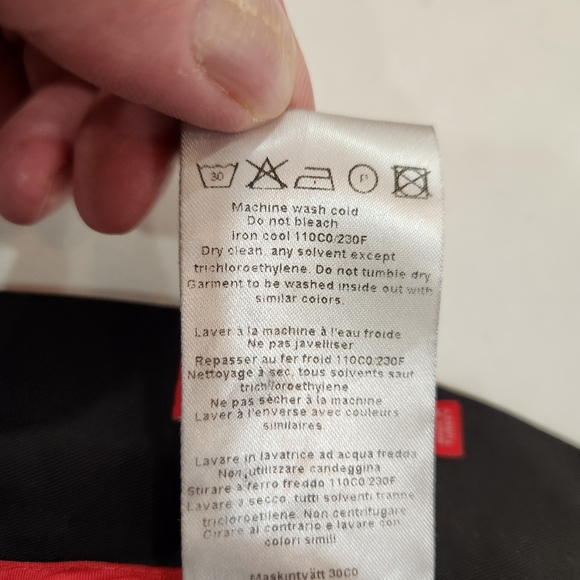 30
P
Machine wash cold
Do not bleach
Iron cool 110C0/230F
Dry clean, any solvent except
trichloroethylene. Do not tumble dry
Garment to be washed inside out with
similar colors.
Laver à la machine à l'eau froide
Ne pas javelliser
Repasser au fer froid 110C0/230F
Nettoyage à sec, tous solvents sauf
trichloroethylene
Ne pas sècher à la machine
Laver à l'enverse avec couleurs
similaires.
Lavare in lavatrice ad acqua fredda
Non utilizzare candeggina
Stirare a ferro freddo 110C0/230F
Lavare a secco, tutti solventi tranne
tricloroetilene. Non centrifugare
Girare al contrario e lavare con
colori simili
Maskintvätt 30C0